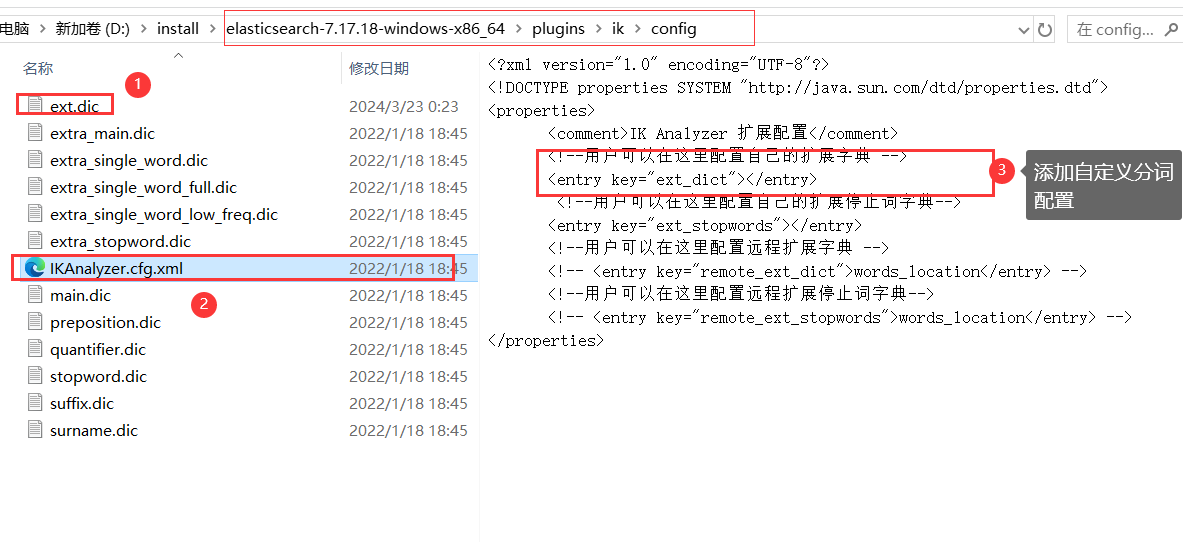 电脑 > 新加卷 (D:) > install > elasticsearch-7.17.18-windows-x86_64 > plugins > ik > config
在 config...
名称 修改日期
1
ext.dic 2024/3/23 0:23
extra_main.dic 2022/1/18 18:45
extra_single_word.dic 2022/1/18 18:45
extra_single_word_full.dic 2022/1/18 18:45
extra_single_word_low_freq.dic 2022/1/18 18:45
extra_stopword.dic 2022/1/18 18:45
IKAnalyzer.cfg.xml 2022/1/18 18:45
2
main.dic 2022/1/18 18:45
preposition.dic 2022/1/18 18:45
quantifier.dic 2022/1/18 18:45
stopword.dic 2022/1/18 18:45
suffix.dic 2022/1/18 18:45
surname.dic 2022/1/18 18:45
<?xml version="1.0" encoding="UTF-8"?>
<!DOCTYPE properties SYSTEM "http://java.sun.com/dtd/properties.dtd">
<properties>
<comment>IK Analyzer 扩展配置</comment>
<!--用户可以在这里配置自己的扩展字典 -->
<entry key="ext_dict"></entry>
<!--用户可以在这里配置自己的扩展停止词字典-->
<entry key="ext_stopwords"></entry>
<!--用户可以在这里配置远程扩展字典 -->
<!-- <entry key="remote_ext_dict">words_location</entry> -->
<!--用户可以在这里配置远程扩展停止词字典-->
<!-- <entry key="remote_ext_stopwords">words_location</entry> -->
</properties>
3
添加自定义分词
配置